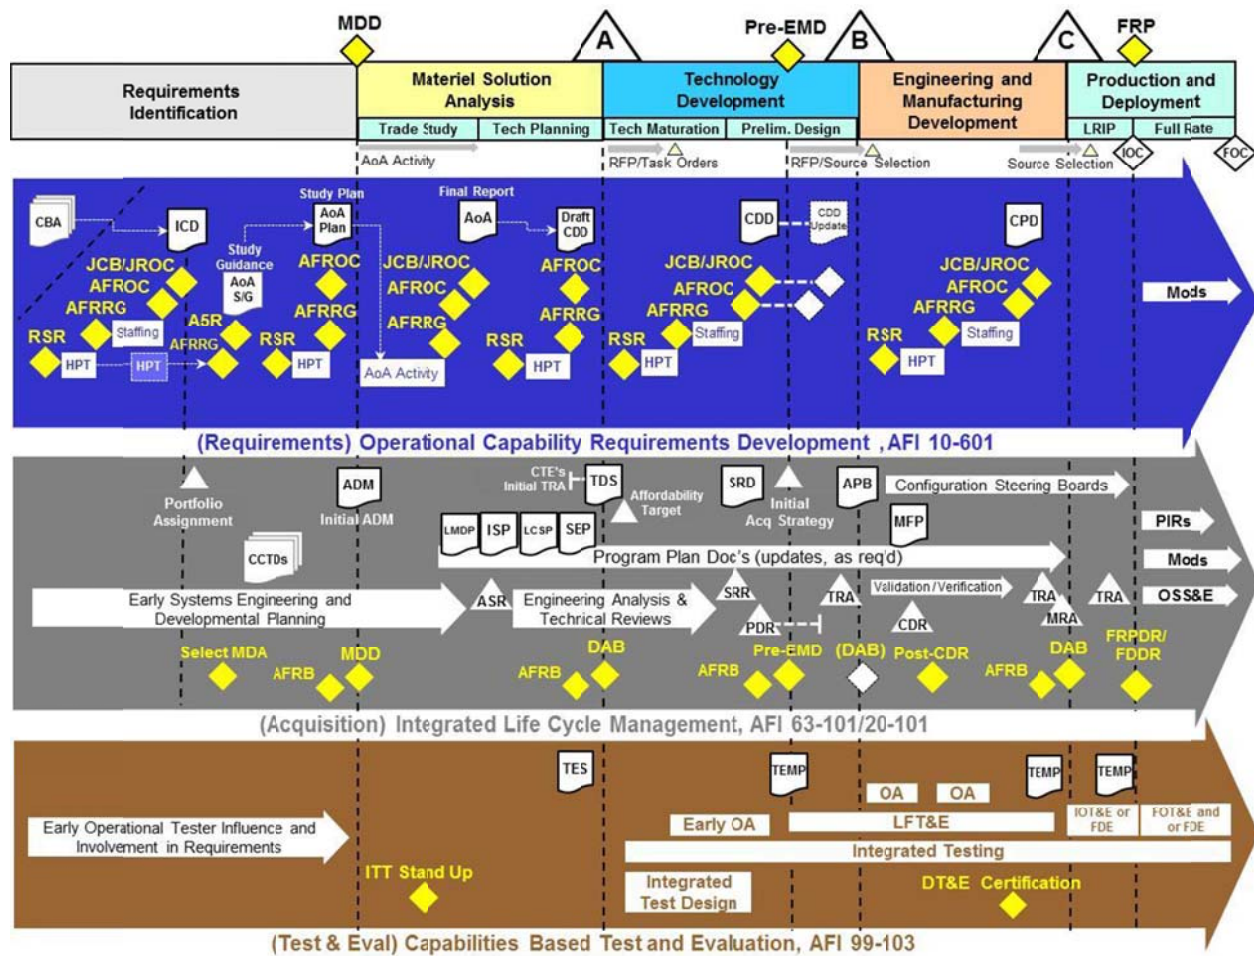 MDD
A
Pre-EMD
B
C
FRP
Requirements
Identification
Materiel Solution
Analysis
Technology
Development
Engineering and
Manufacturing
Development
Production and
Deployment
Trade Study
Tech Planning
Tech Maturation
Prelim. Design
LRIP
Full Rate
AoA Activity
RFP/Task Orders
RFP/Source Selection
Source Selection
IOC
FOC
CBA
ICD
Study Plan
AoA
Plan
Final Report
AoA
Draft
CDD
CDD
CDD
Update
CPD
Study
Guidance
AoA
S/G
JCB/JROC
AFROC
AFRRG
RSR
Staffing
HPT
HPT
ASR
AFRRG
AFROC
AFRRG
RSR
HPT
JCB/JROC
AFROC
AFRRG
AoA Activity
AFROC
AFRRG
RSR
HPT
JCB/JROC
AFROC
AFRRG
RSR
Staffing
HPT
JCB/JROC
AFROC
AFRRG
RSR
Staffing
HPT
Mods
(Requirements) Operational Capability Requirements Development , AFI 10-601
Portfolio
Assignment
ADM
Initial ADM
CTE's
Initial TRA
TDS
Affordability
Target
SRD
Initial
Acq Strategy
APB
Configuration Steering Boards
MFP
PIRs
CCTDs
LMDP
ISP
LCSP
SEP
Program Plan Doc's (updates, as req'd)
Mods
Early Systems Engineering and
Developmental Planning
ASR
Engineering Analysis &
Technical Reviews
SRR
PDR
TRA
Validation/Verification
CDR
TRA
MRA
TRA
OSS&E
Select MDA
AFRB
MDD
AFRB
DAB
AFRB
Pre-EMD
(DAB)
Post-CDR
AFRB
DAB
FRPDR/
FDDR
(Acquisition) Integrated Life Cycle Management, AFI 63-101/20-101
TES
TEMP
TEMP
TEMP
OA
OA
Early Operational Tester Influence and
Involvement in Requirements
Early OA
LFT&E
IOT&E or
FDE
FOT&E and
or FDE
Integrated Testing
ITT Stand Up
Integrated
Test Design
DT&E Certification
(Test & Eval) Capabilities Based Test and Evaluation, AFI 99-103